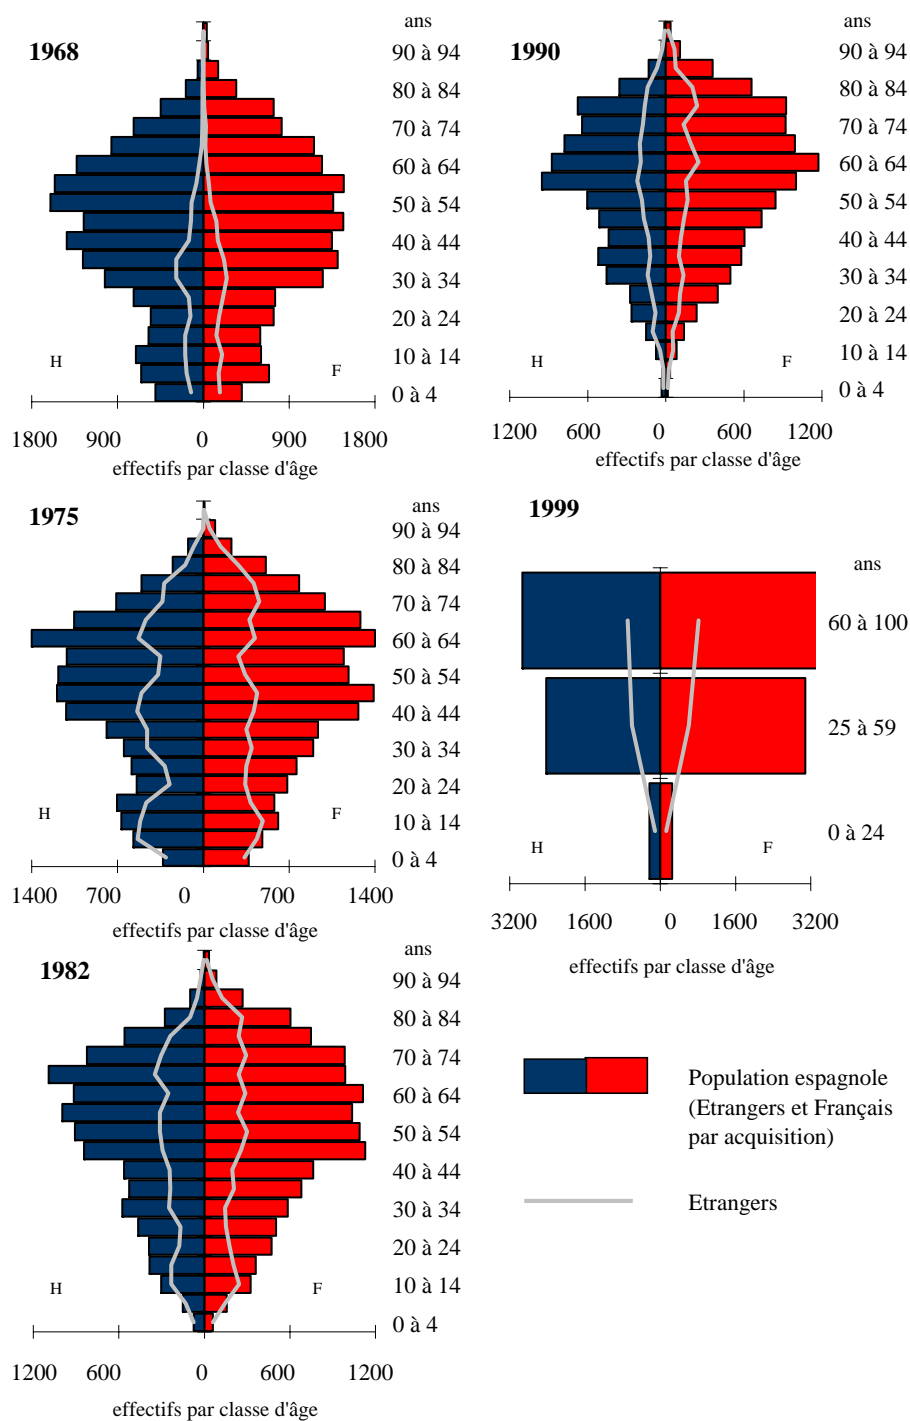 1968
ans
90 à 94
80 à 84
70 à 74
60 à 64
50 à 54
40 à 44
30 à 34
20 à 24
10 à 14
0 à 4
H
F
1800 900 0 900 1800
effectifs par classe d'âge
1990
ans
90 à 94
80 à 84
70 à 74
60 à 64
50 à 54
40 à 44
30 à 34
20 à 24
10 à 14
0 à 4
H
F
1200 600 0 600 1200
effectifs par classe d'âge
1975
ans
90 à 94
80 à 84
70 à 74
60 à 64
50 à 54
40 à 44
30 à 34
20 à 24
10 à 14
0 à 4
H
F
1400 700 0 700 1400
effectifs par classe d'âge
1999
ans
60 à 100
25 à 59
0 à 24
H
F
3200 1600 0 1600 3200
effectifs par classe d'âge
1982
ans
90 à 94
80 à 84
70 à 74
60 à 64
50 à 54
40 à 44
30 à 34
20 à 24
10 à 14
0 à 4
H
F
1200 600 0 600 1200
effectifs par classe d'âge
Population espagnole
(Etrangers et Français
par acquisition)
Etrangers